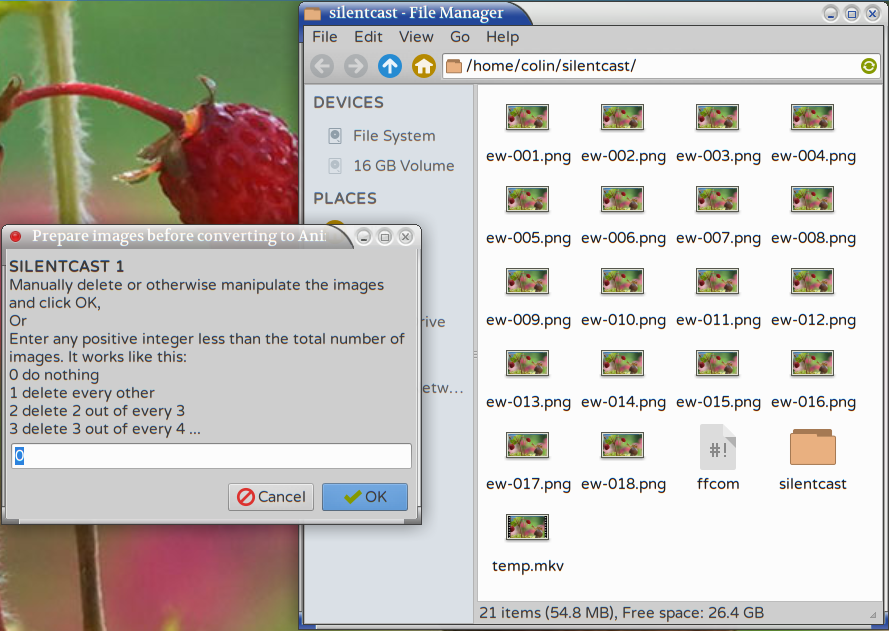 silentcast - File Manager
File Edit View Go Help
/home/colin/silentcast/
DEVICES
File System
16 GB Volume
PLACES
rive
etw...
ew-001.png ew-002.png ew-003.png ew-004.png
ew-005.png ew-006.png ew-007.png ew-008.png
ew-009.png ew-010.png ew-011.png ew-012.png
ew-013.png ew-014.png ew-015.png ew-016.png
#!
ew-017.png ew-018.png ffcom silentcast
temp.mkv
21 items (54.8 MB), Free space: 26.4 GB
Prepare images before converting to Ani
SILENTCAST 1
Manually delete or otherwise manipulate the images
and click OK,
Or
Enter any positive integer less than the total number of
images. It works like this:
0 do nothing
1 delete every other
2 delete 2 out of every 3
3 delete 3 out of every 4 ...
0
Cancel OK